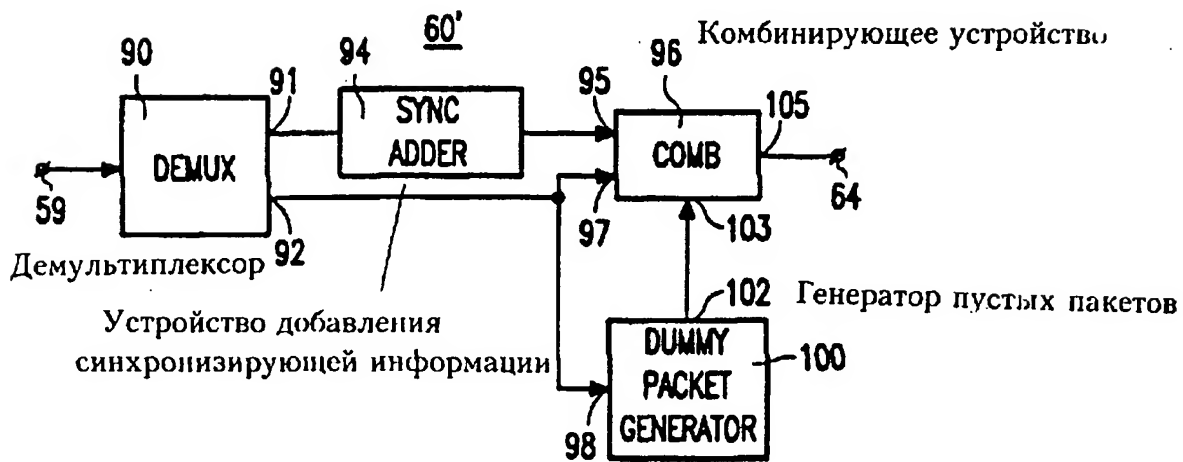 60'
Комбинирующее устройство
90
91
94
95
96
105
DEMUX
SYNC
ADDER
COMB
59
92
97
103
64
Демультиплексор
102
Генератор пустых пакетов
Устройство добавления
синхронизирующей информации
DUMMY
PACKET
GENERATOR
100
98